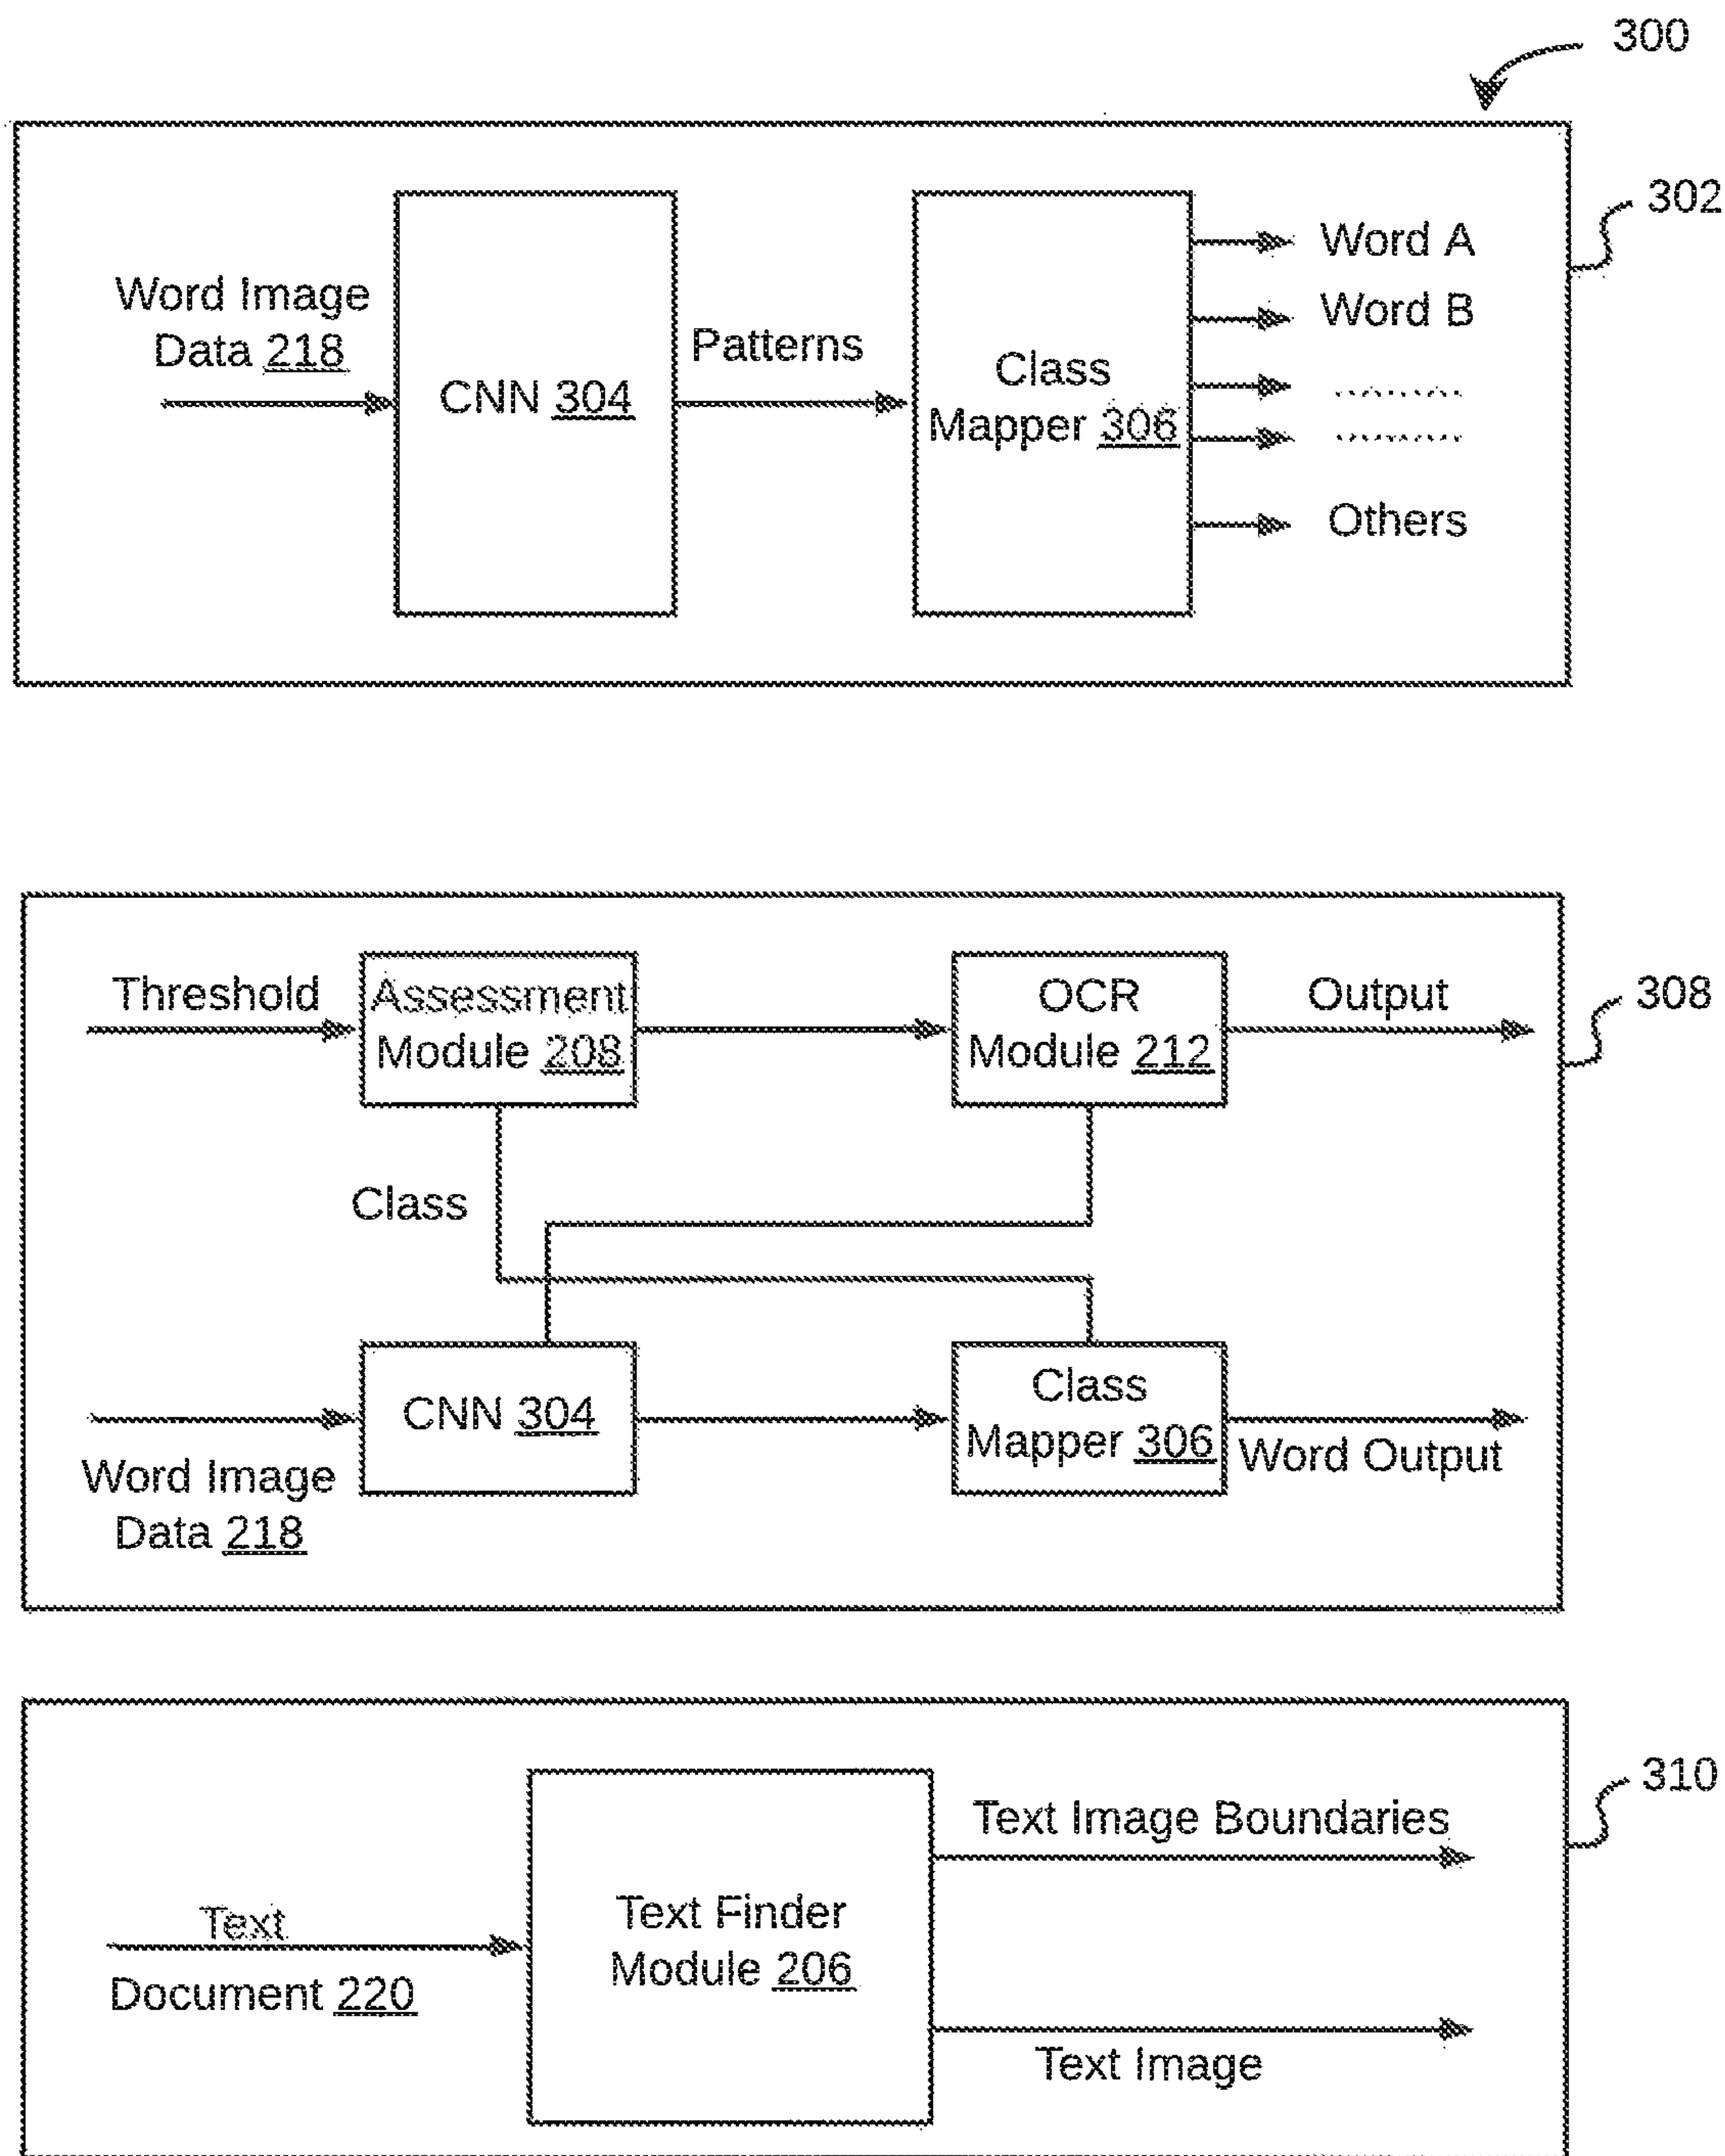 300
302
Word Image
Data 218
CNN 304
Patterns
Class
Mapper 306
Word A
Word B
Others
308
Threshold
Assessment
Module 208
OCR
Module 212
Output
Class
CNN 304
Class
Mapper 306
Word Output
Word Image
Data 218
310
Text
Document 220
Text Finder
Module 206
Text Image Boundaries
Text Image